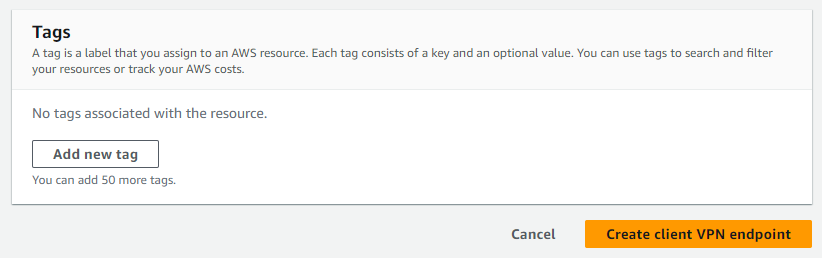 Tags
A tag is a label that you assign to an AWS resource. Each tag consists of a key and an optional value. You can use tags to search and filter
your resources or track your AWS costs.
No tags associated with the resource.
Add new tag
You can add 50 more tags.
Cancel
Create client VPN endpoint